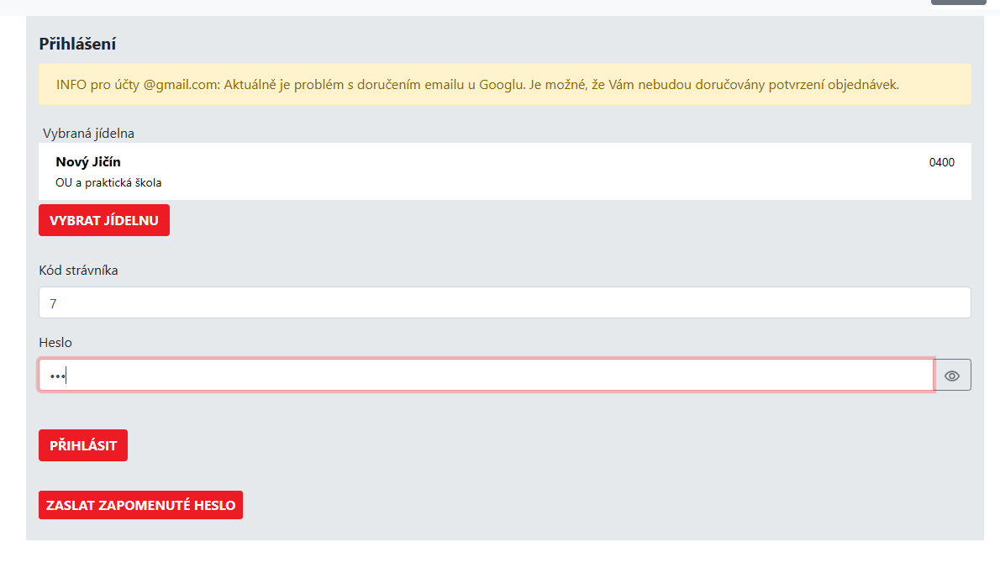 Přihlášení
INFO pro účty @gmail.com: Aktuálně je problém s doručením emailu u Googlu. Je možné, že Vám nebudou doručovány potvrzení objednávek.
Vybraná jídelna
Nový Jičín
0400
OU a praktická škola
VYBRAT JÍDELNU
Kód strávníka
7
Heslo
•••
PŘIHLÁSIT
ZASLAT ZAPOMENUTÉ HESLO